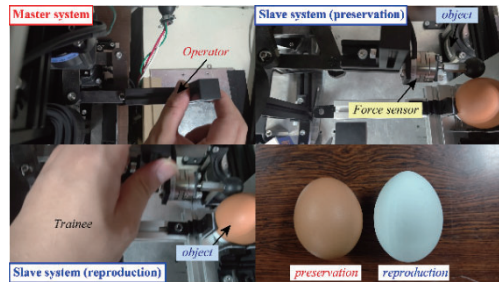 Master system
Operator
Slave system (preservation)
object
Force sensor
Trainee
object
Slave system (reproduction)
preservation
reproduction